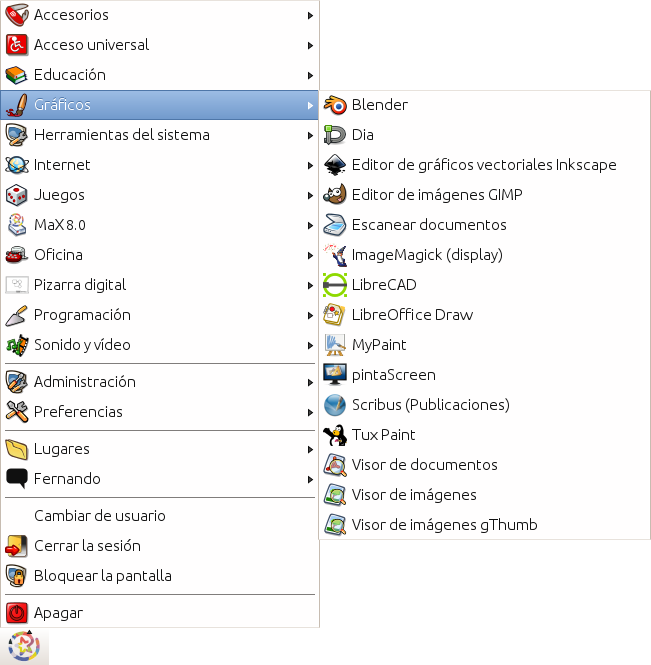 Accesorios
Acceso universal
Educación
Gráficos
Herramientas del sistema
Internet
Juegos
MaX 8.0
Oficina
Pizarra digital
Programación
Sonido y vídeo
Administración
Preferencias
Lugares
Fernando
Cambiar de usuario
Cerrar la sesión
Bloquear la pantalla
Apagar
Blender
Dia
Editor de gráficos vectoriales Inkscape
Editor de imágenes GIMP
Escanear documentos
ImageMagick (display)
LibreCAD
LibreOffice Draw
MyPaint
pintaScreen
Scribus (Publicaciones)
Tux Paint
Visor de documentos
Visor de imágenes
Visor de imágenes gThumb